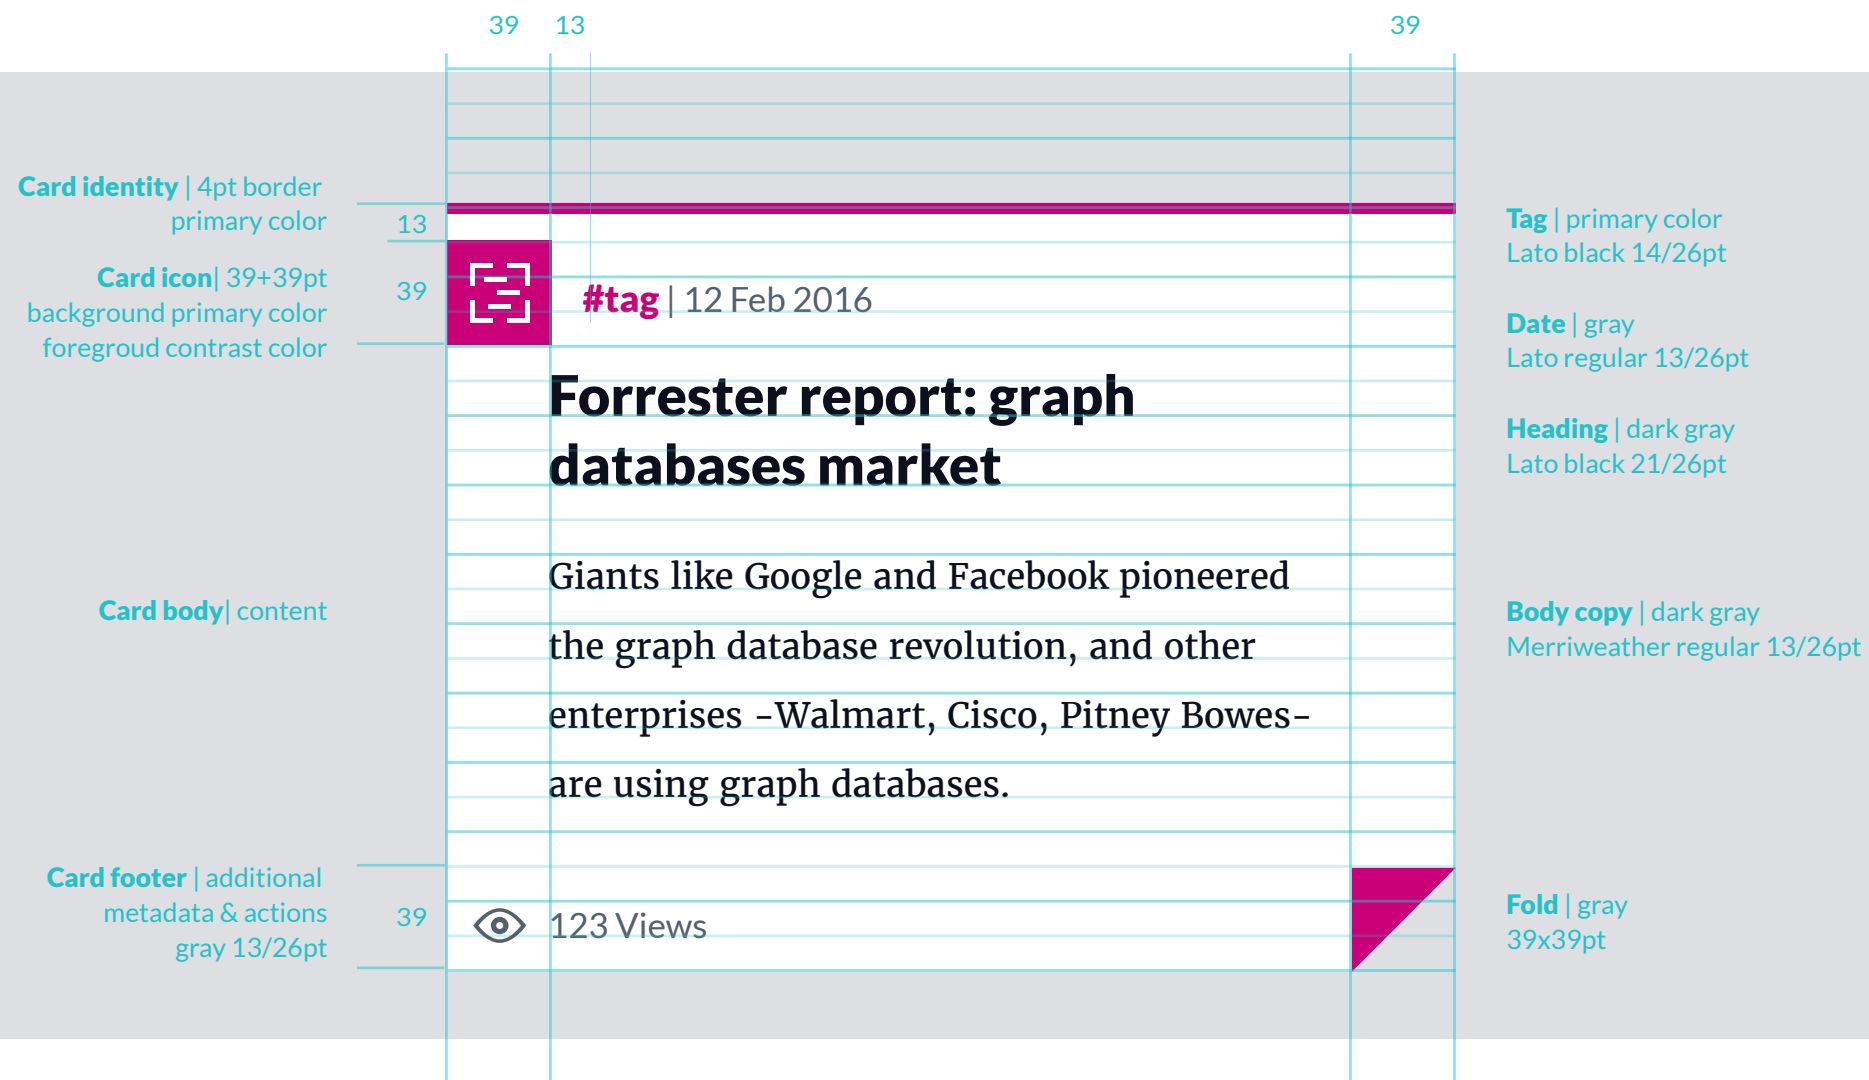 39 13 39
Card identity | 4pt border
primary color
13
Card icon| 39+39pt
background primary color
foregroud contrast color
39
#tag | 12 Feb 2016
Forrester report: graph
databases market
Giants like Google and Facebook pioneered
the graph database revolution, and other
enterprises -Walmart, Cisco, Pitney Bowes-
are using graph databases.
Card body| content
Card footer | additional
metadata & actions
gray 13/26pt
39
123 Views
Tag | primary color
Lato black 14/26pt
Date | gray
Lato regular 13/26pt
Heading | dark gray
Lato black 21/26pt
Body copy | dark gray
Merriweather regular 13/26pt
Fold | gray
39x39pt